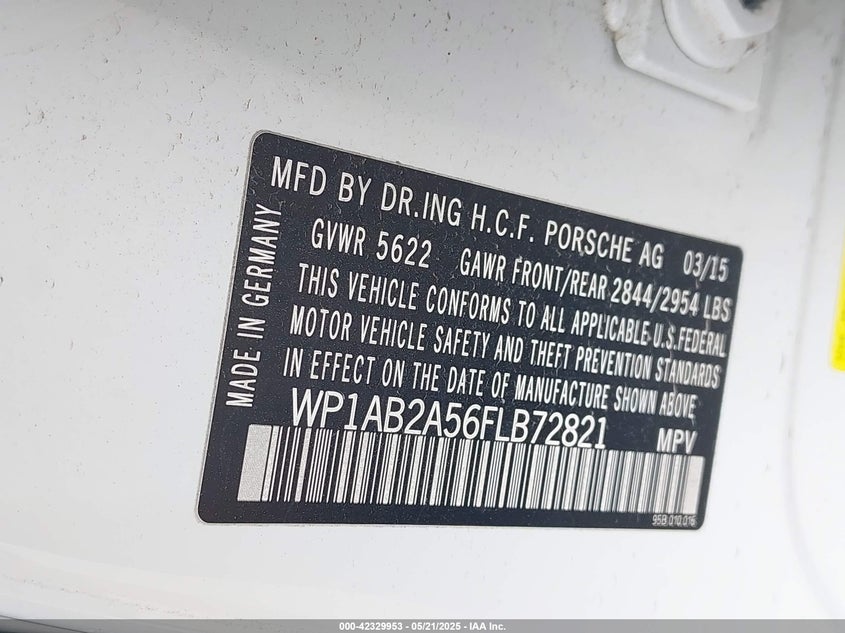 MFD BY DR.ING H.C.F. PORSCHE AG 03/15
GVWR 5622 GAWR FRONT/REAR 2844/2954 LBS
THIS VEHICLE CONFORMS TO ALL APPLICABLE U.S.FEDERAL
MOTOR VEHICLE SAFETY AND THEFT PREVENTION STANDARDS
IN EFFECT ON THE DATE OF MANUFACTURE SHOWN ABOVE
WP1AB2A56FLB72821 MPV
95B.010.016
MADE IN GERMANY
000-42329953 - 05/21/2025 - IAA Inc.